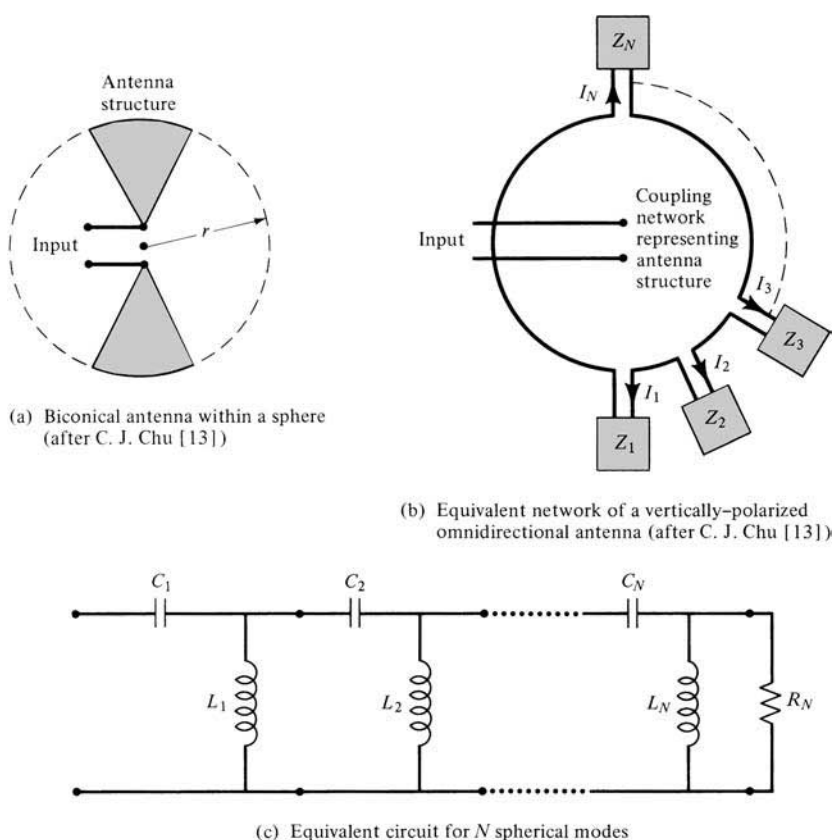 Antenna
structure
Input
r
(a) Biconical antenna within a sphere
(after C. J. Chu [13])
Z_N
I_N
Input
Coupling
network
representing
antenna
structure
I_3
Z_3
I_2
Z_2
I_1
Z_1
(b) Equivalent network of a vertically–polarized
omnidirectional antenna (after C. J. Chu [13])
C_1
C_2
C_N
L_1
L_2
L_N
R_N
(c) Equivalent circuit for N spherical modes